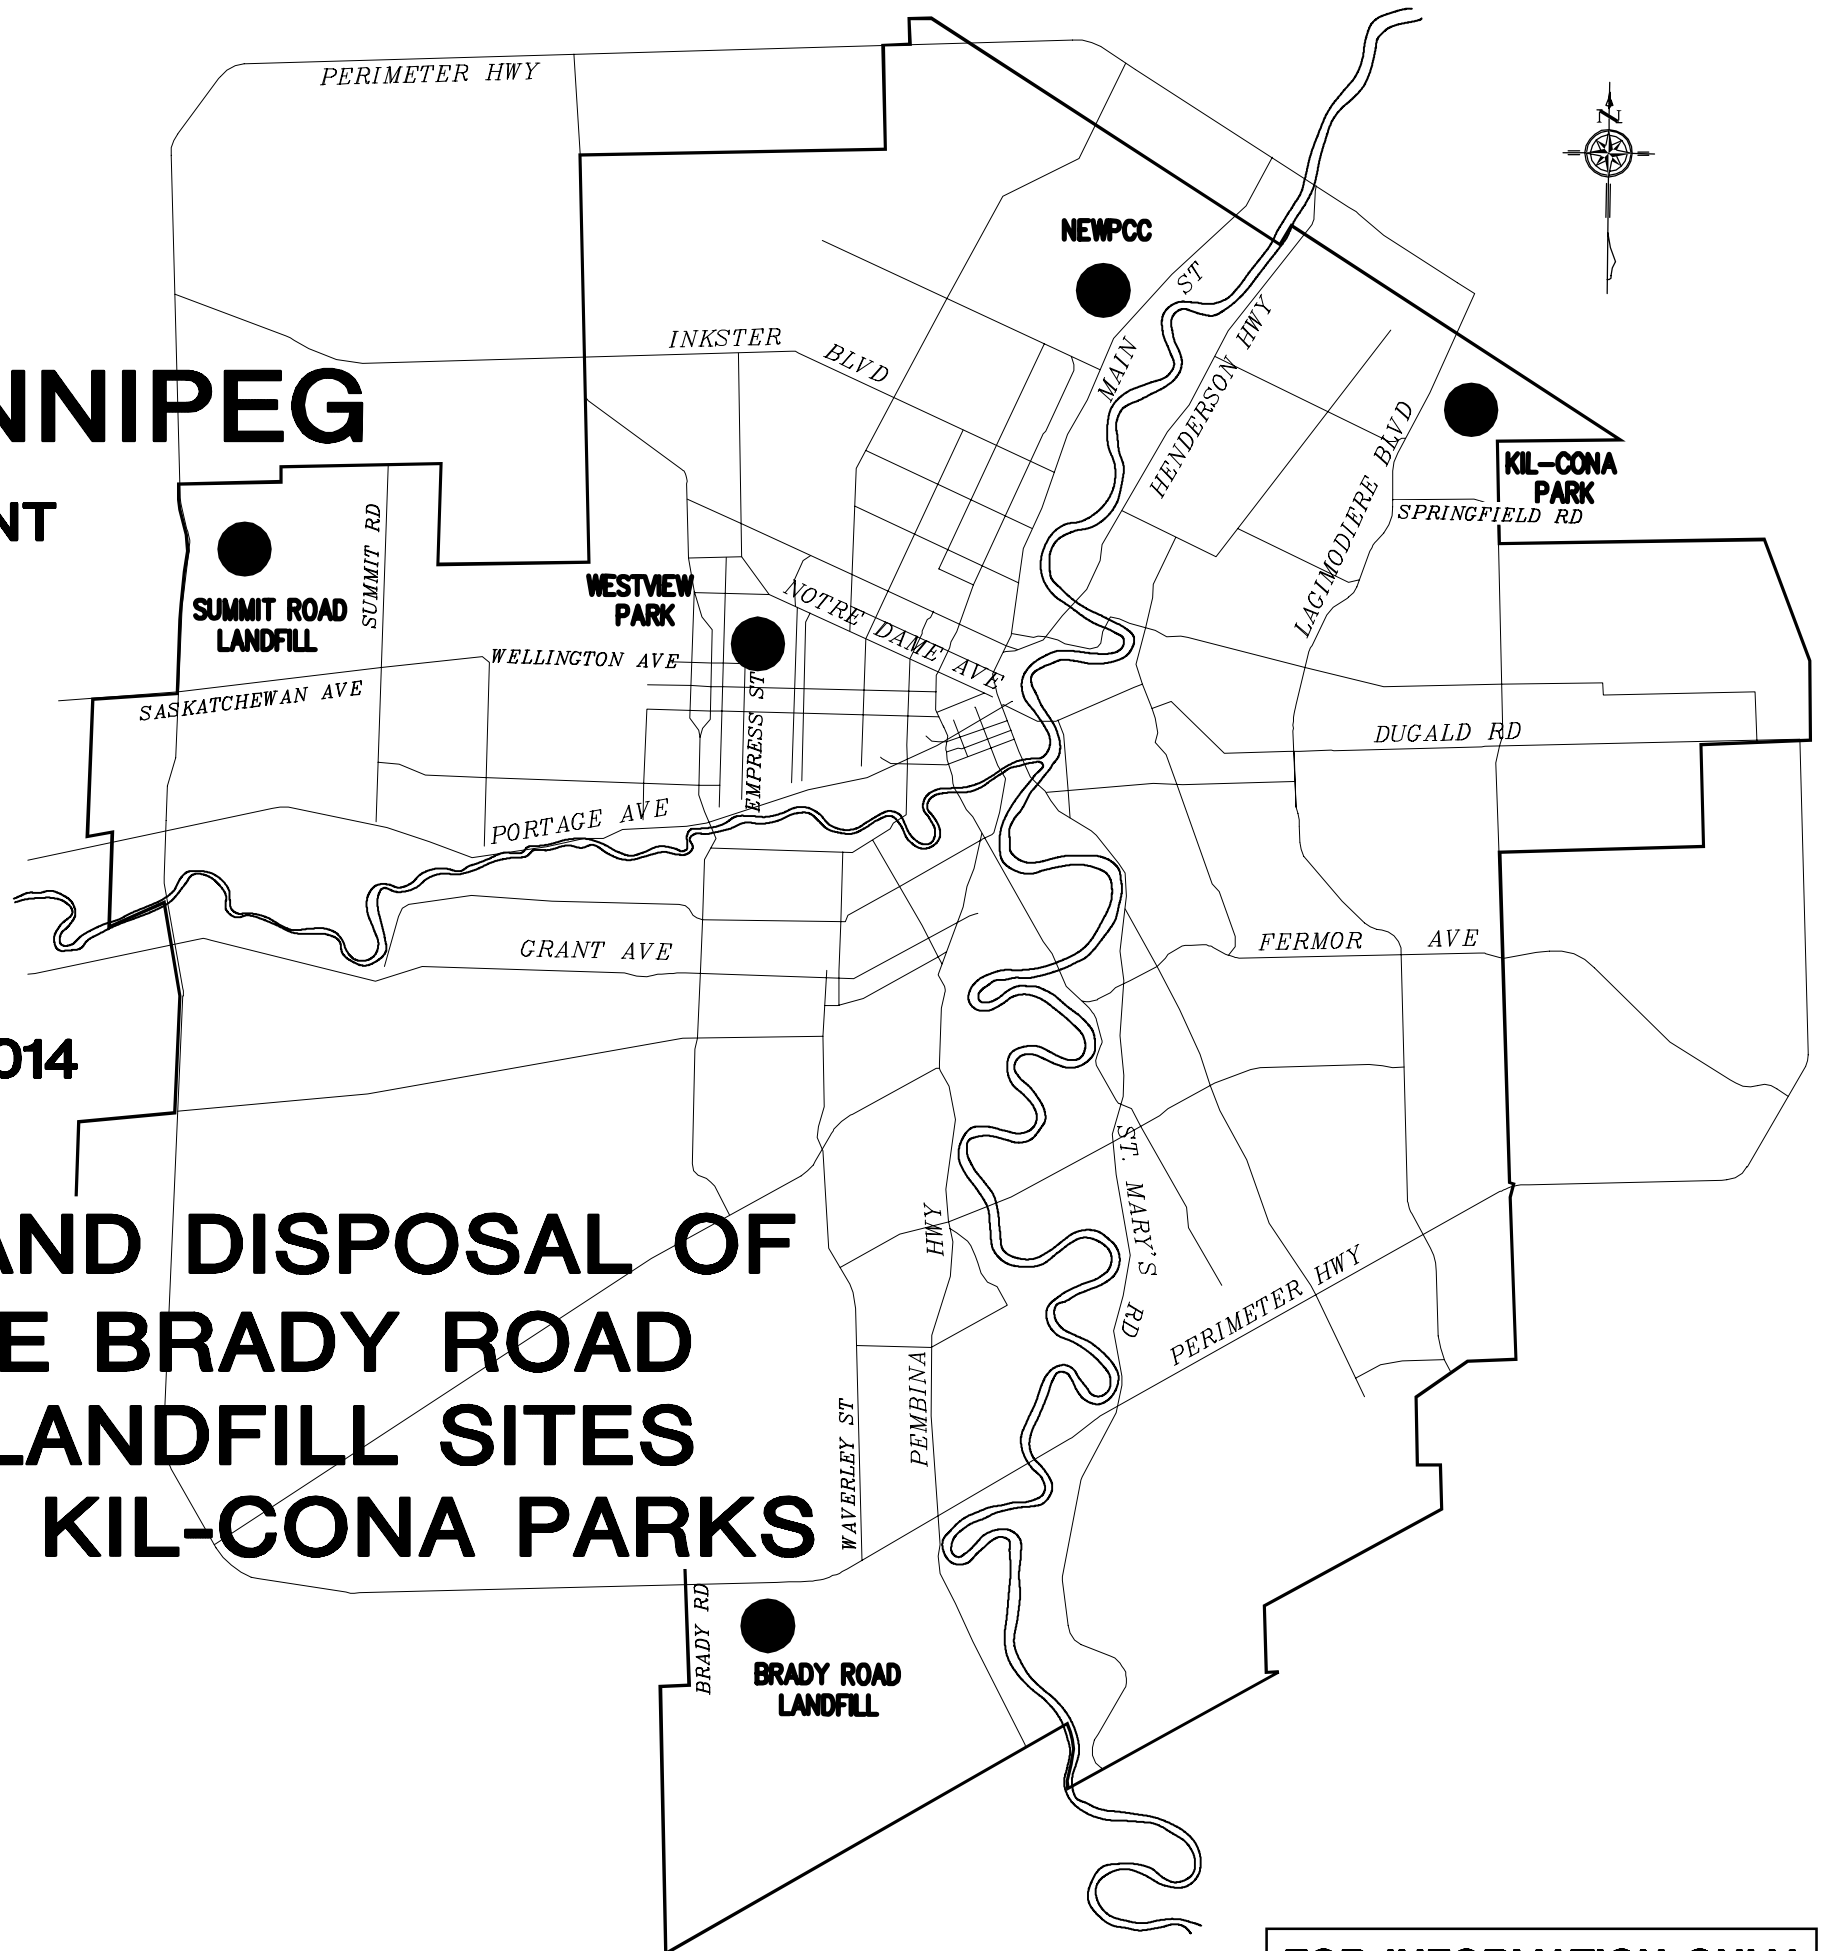 PERIMETER HWY
N
NEWPCC
MAIN ST
HENDERSON HWY
INKSTER BLVD
NNIPEG
NT
KIL-CONA
PARK
SPRINGFIELD RD
LAGIMODIERE BLVD
SUMMIT RD
SUMMIT ROAD
LANDFILL
WESTVIEW
PARK
NOTRE DAME AVE
WELLINGTON AVE
SASKATCHEWAN AVE
EMPRESS ST
DUGALD RD
PORTAGE AVE
GRANT AVE
FERMOR AVE
014
ST. MARY'S RD
PEMBINA HWY
PERIMETER HWY
AND DISPOSAL OF
E BRADY ROAD
LANDFILL SITES
KIL-CONA PARKS
WAVERLEY ST
BRADY RD
BRADY ROAD
LANDFILL
FOR INFORMATION ONLY